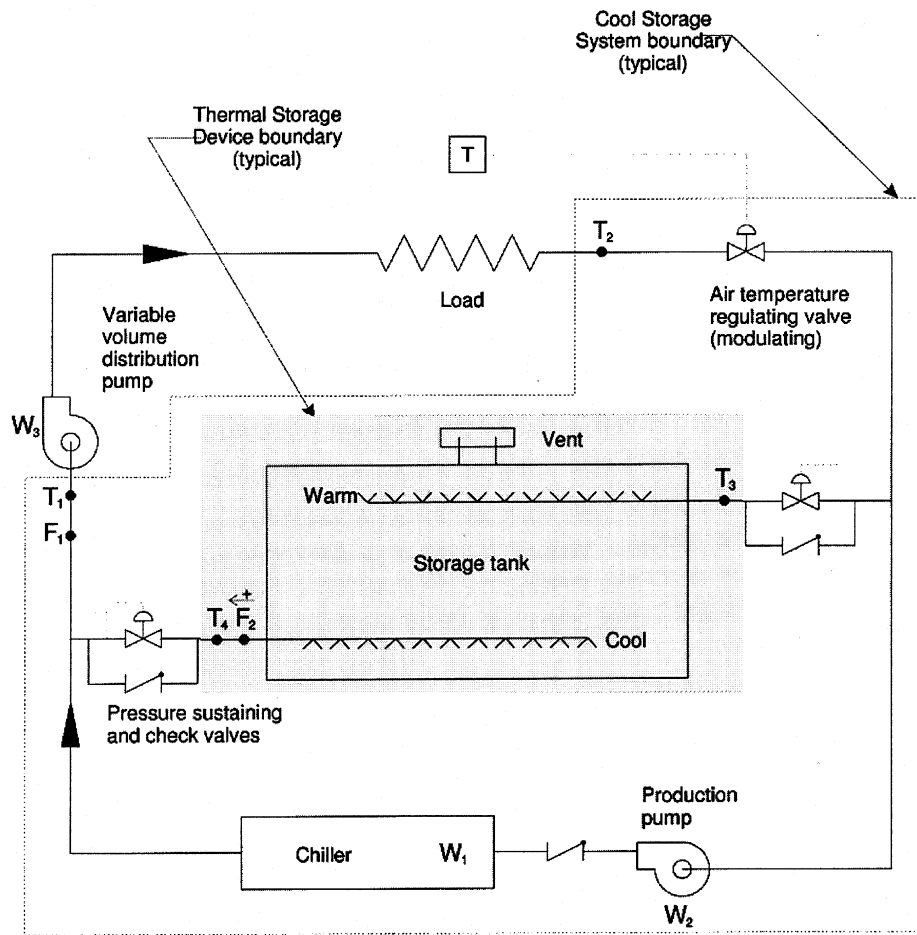 Cool Storage
System boundary
(typical)
Thermal Storage
Device boundary
(typical)
T
T₂
Load
Air temperature
regulating valve
(modulating)
Variable
volume
distribution
pump
W₃
Vent
T₁
Warm
T₃
F₁
Storage tank
+
T₄ F₂
Cool
Pressure sustaining
and check valves
Production
pump
Chiller W₁
W₂